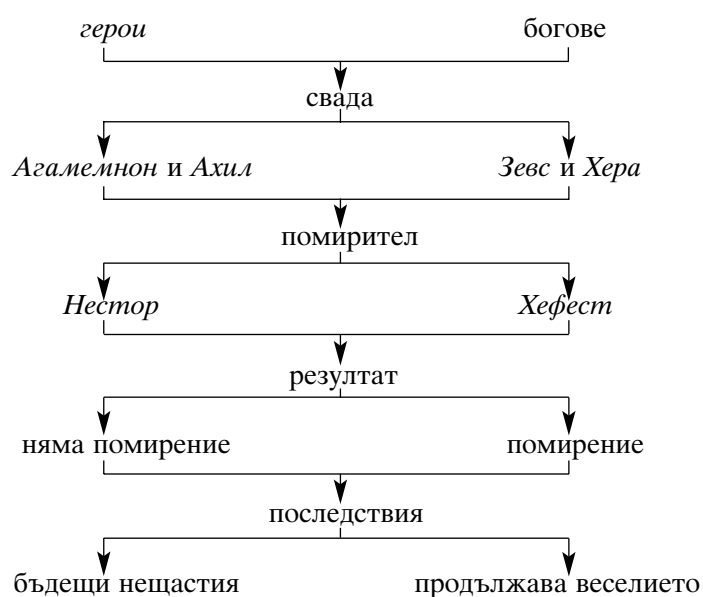 герои богове
свада
Агамемнон и Ахил Зевс и Хера
помирител
Нестор Хефест
резултат
няма помирение помирение
последствия
бъдещи нещастия продължава веселието